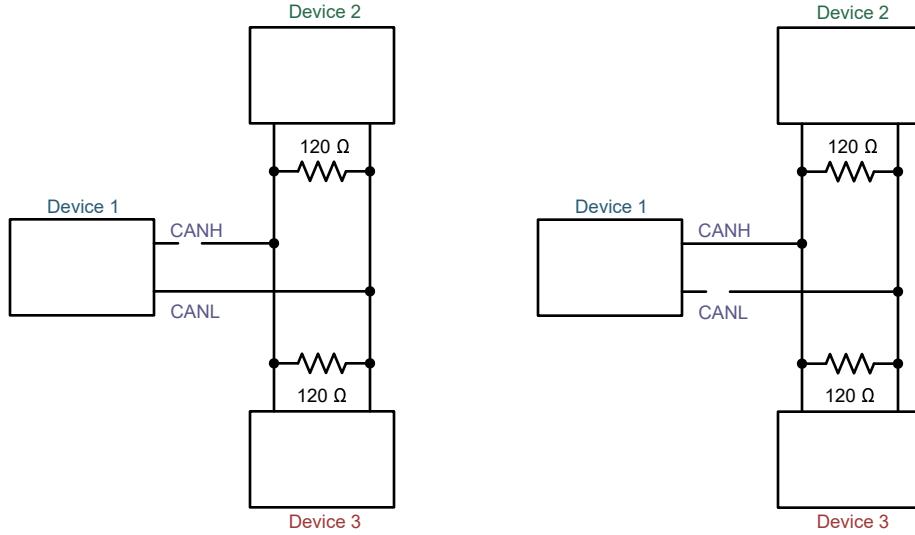 Device 2
120 Ω
Device 1
CANH
CANL
120 Ω
Device 3
Device 2
120 Ω
Device 1
CANH
CANL
120 Ω
Device 3